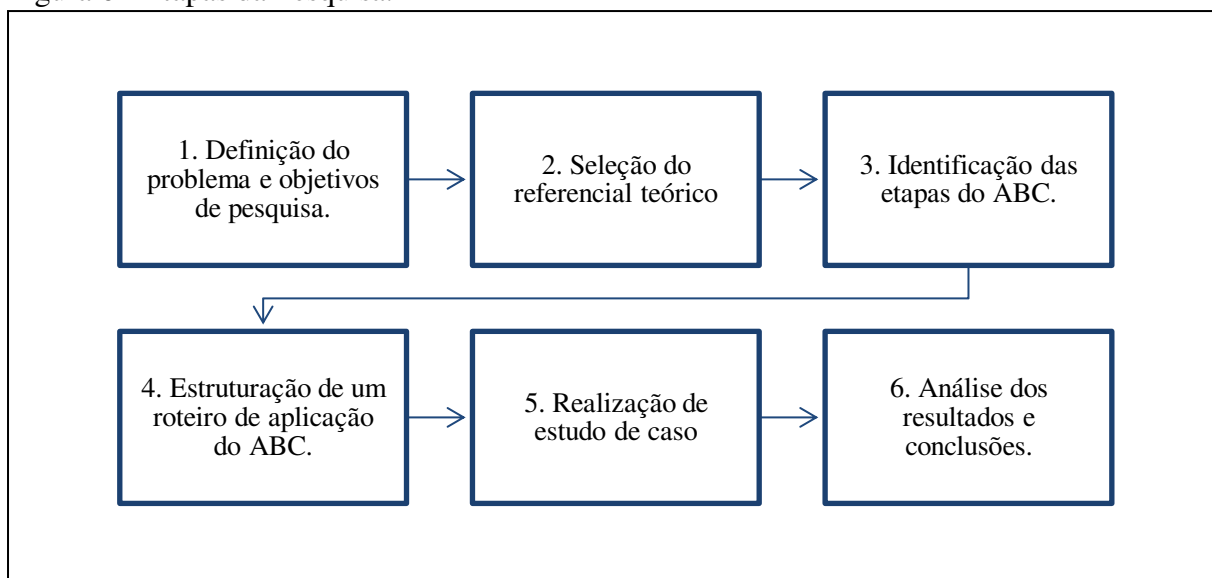 1. Definição do
problema e objetivos
de pesquisa.
2. Seleção do
referencial teórico
3. Identificação das
etapas do ABC.
4. Estruturação de um
roteiro de aplicação
do ABC.
5. Realização de
estudo de caso
6. Análise dos
resultados e
conclusões.